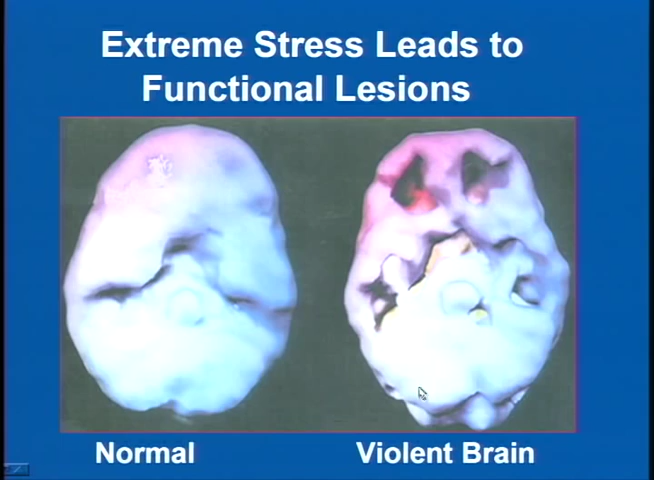 Extreme Stress Leads to
Functional Lesions
Normal
Violent Brain